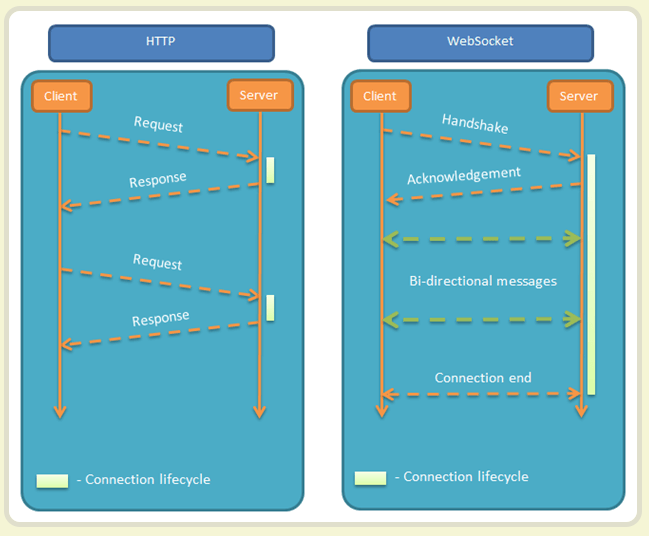 HTTP
Client
Server
Request
Response
Request
Response
- Connection lifecycle
WebSocket
Client
Server
Handshake
Acknowledgement
Bi-directional messages
Connection end
- Connection lifecycle